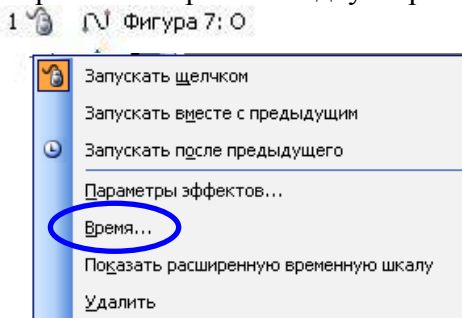 1 Фигура 7: О
Запускать щелчком
Запускать вместе с предыдущим
Запускать после предыдущего
Параметры эффектов...
Время...
Показать расширенную временную шкалу
Удалить